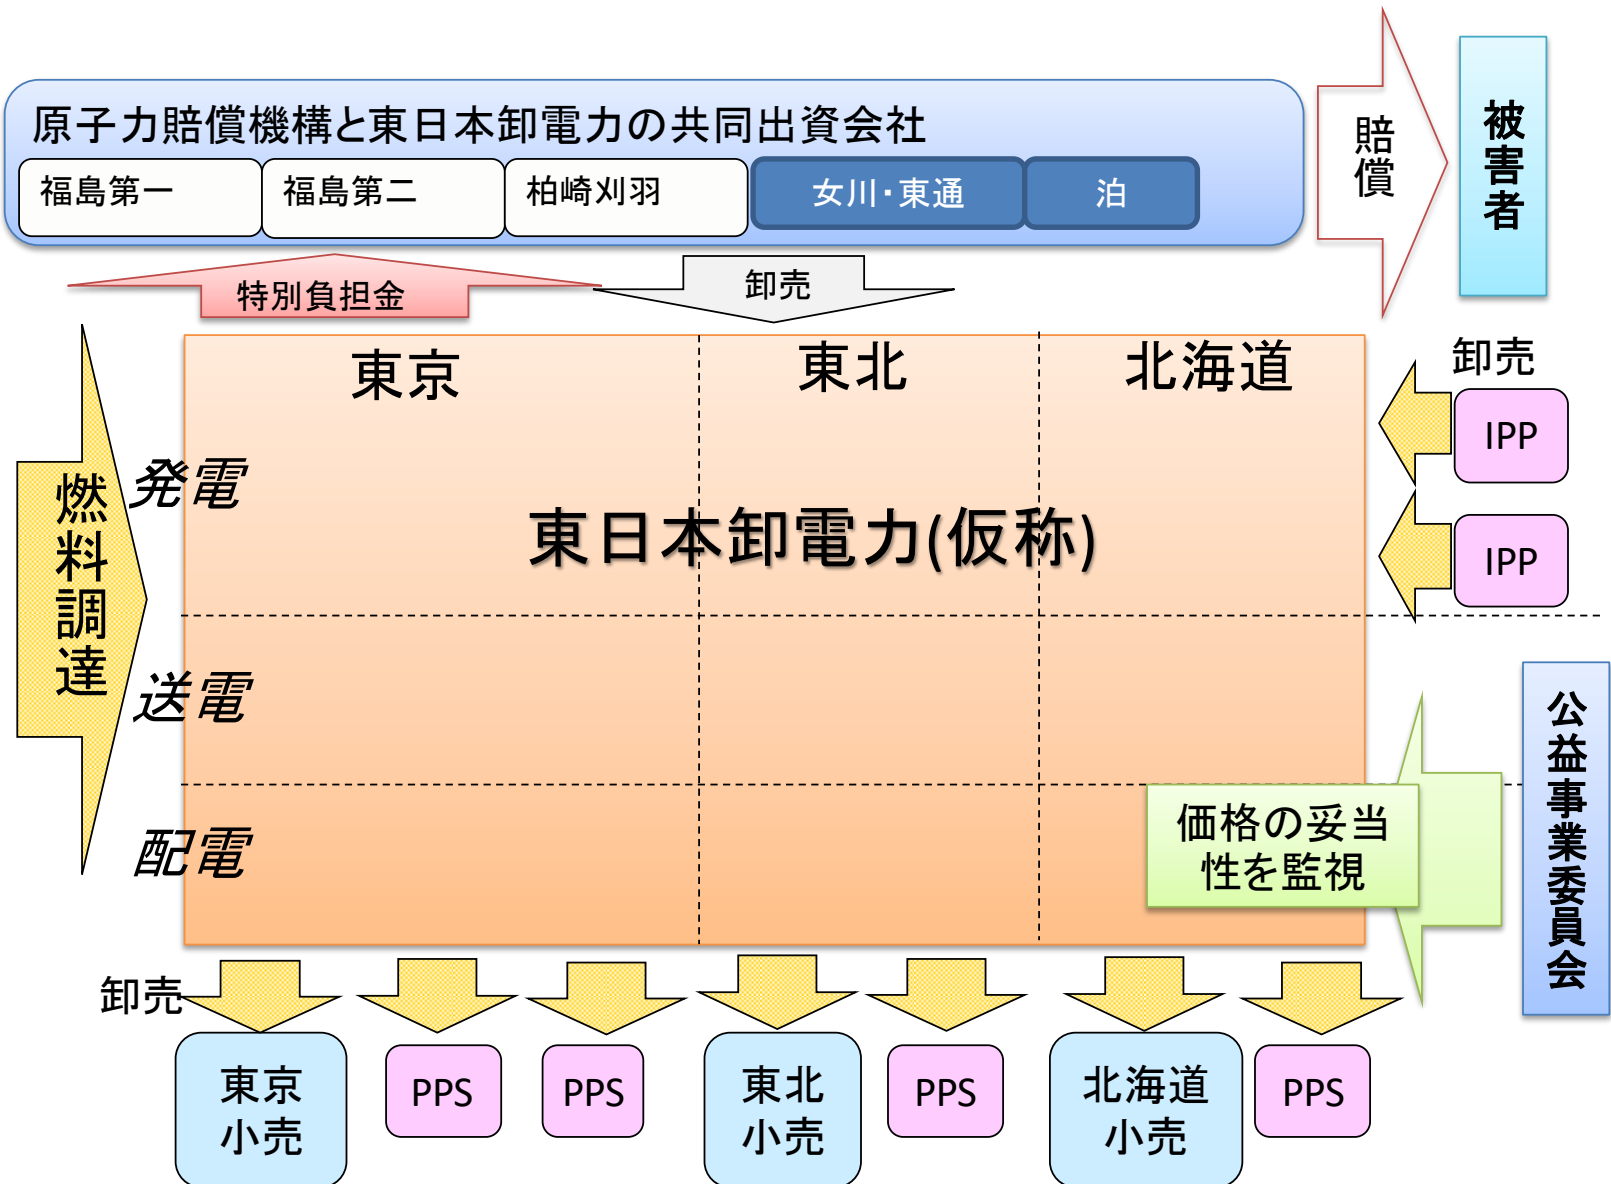 原子力賠償機構と東日本卸電力の共同出資会社
福島第一
福島第二
柏崎刈羽
女川・東通
泊
賠償
被害者
特別負担金
卸売
東京
東北
北海道
卸売
IPP
IPP
燃料調達
発電
東日本卸電力(仮称)
送電
配電
価格の妥当
性を監視
公益事業委員会
卸売
東京
小売
PPS
PPS
東北
小売
PPS
北海道
小売
PPS